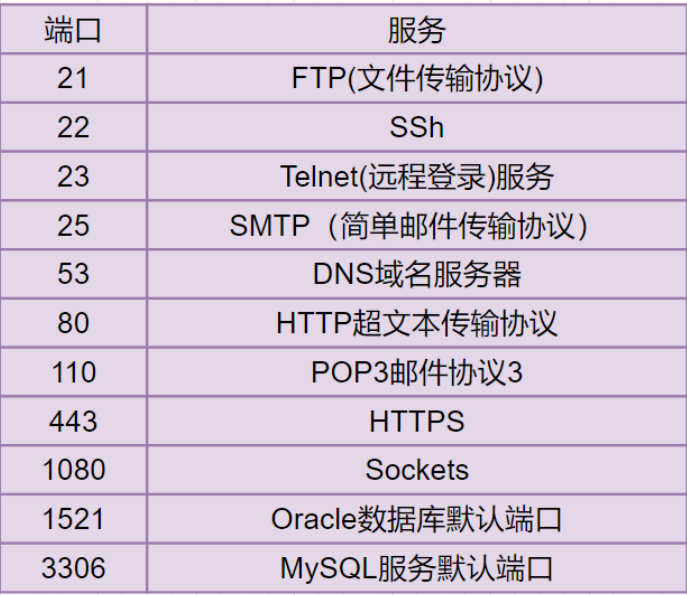 端口 服务
21 FTP(文件传输协议)
22 SSh
23 Telnet(远程登录)服务
25 SMTP（简单邮件传输协议）
53 DNS域名服务器
80 HTTP超文本传输协议
110 POP3邮件协议3
443 HTTPS
1080 Sockets
1521 Oracle数据库默认端口
3306 MySQL服务默认端口